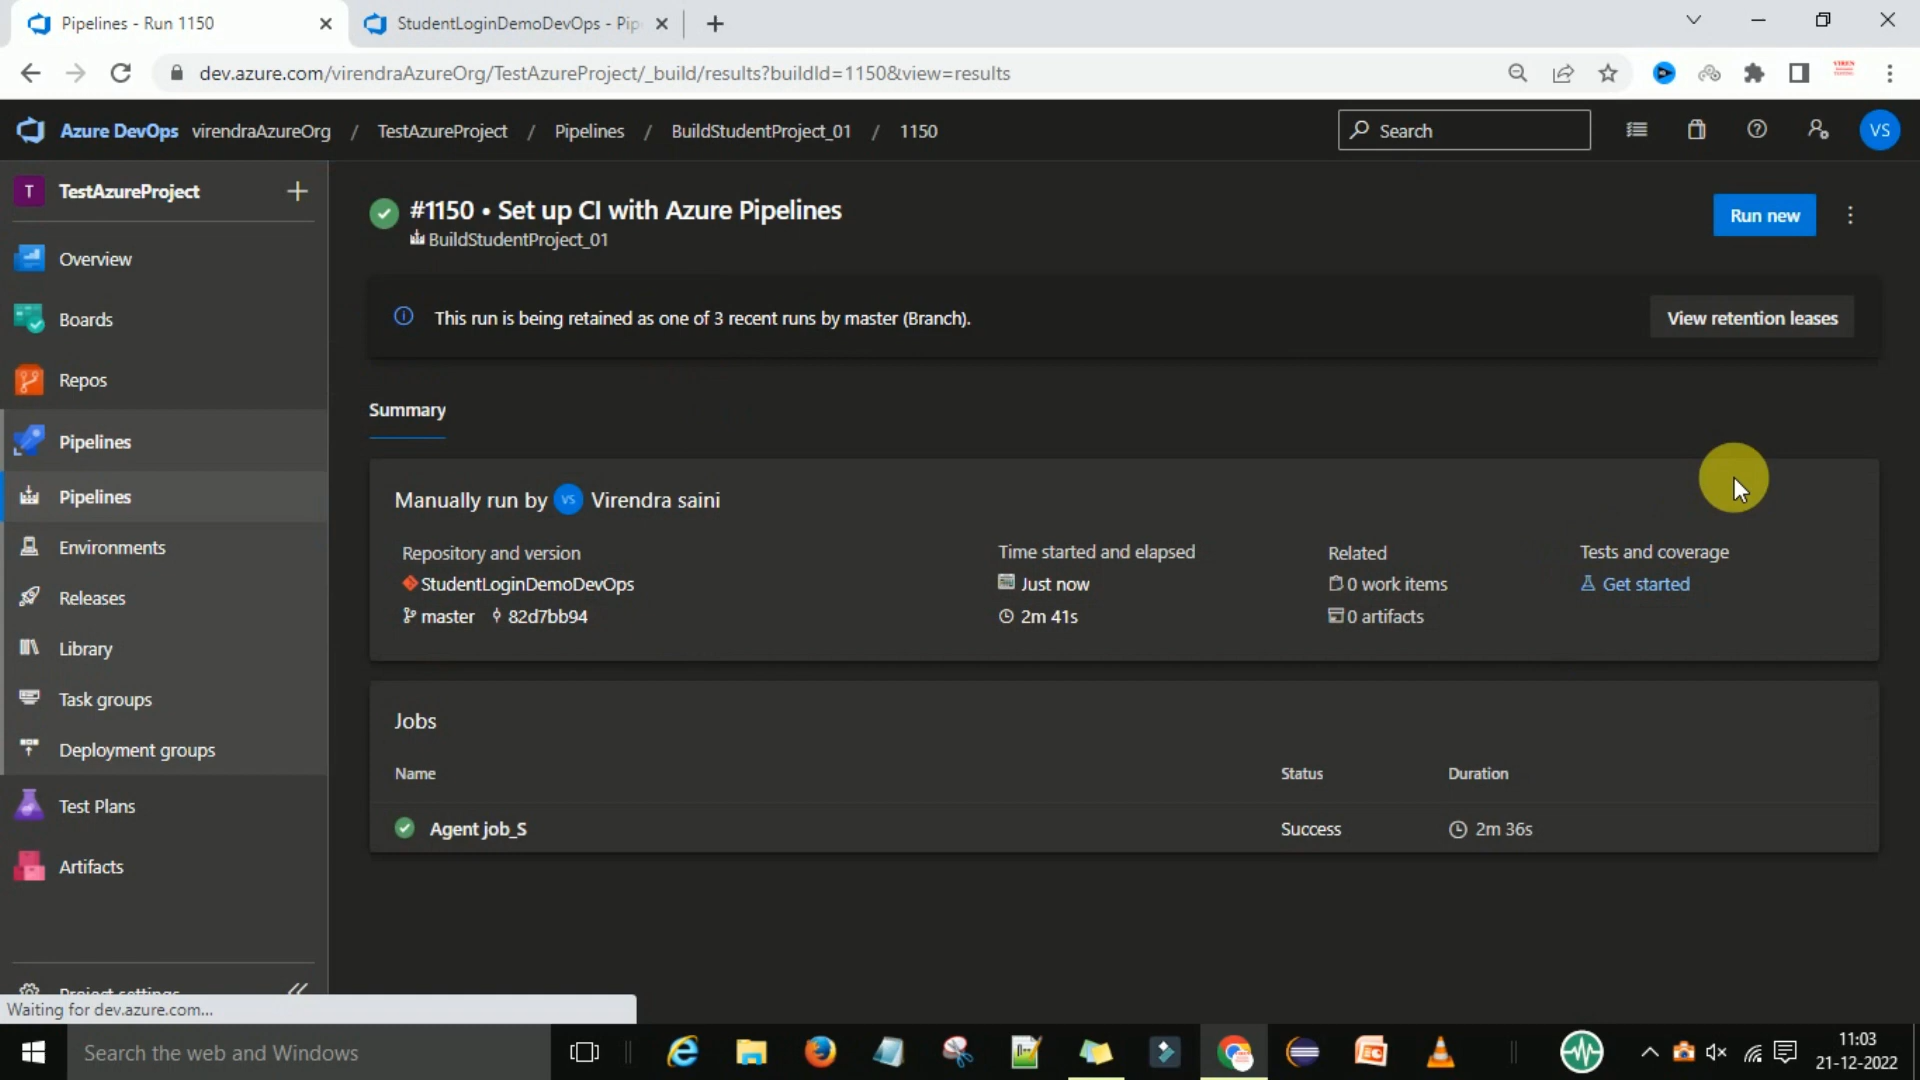 Pipelines - Run 1150
StudentLoginDemoDevOps - Pip
dev.azure.com/virendraAzureOrg/TestAzureProject/_build/results?buildId=1150&view=results
Azure DevOps virendraAzureOrg / TestAzureProject / Pipelines / BuildStudentProject_01 / 1150
Search
VS
T TestAzureProject
Overview
Boards
Repos
Pipelines
Pipelines
Environments
Releases
Library
Task groups
Deployment groups
Test Plans
Artifacts
Project settings
#1150 • Set up CI with Azure Pipelines
BuildStudentProject_01
Run new
This run is being retained as one of 3 recent runs by master (Branch).
View retention leases
Summary
Manually run by VS Virendra saini
Repository and version
StudentLoginDemoDevOps
master 82d7bb94
Time started and elapsed
Just now
2m 41s
Related
0 work items
0 artifacts
Tests and coverage
Get started
Jobs
Name Status Duration
Agent job_S Success 2m 36s
Waiting for dev.azure.com...
Search the web and Windows
11:03
21-12-2022